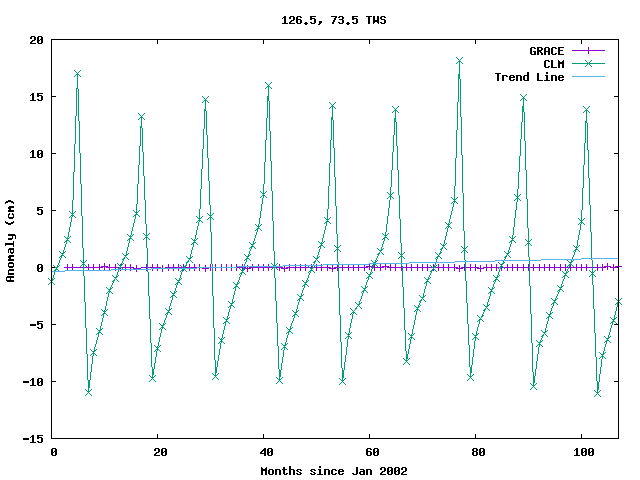 126.5, 73.5 TWS
GRACE
CLM
Trend Line
20
15
10
5
0
-5
-10
-15
Anomaly (cm)
0 20 40 60 80 100
Months since Jan 2002